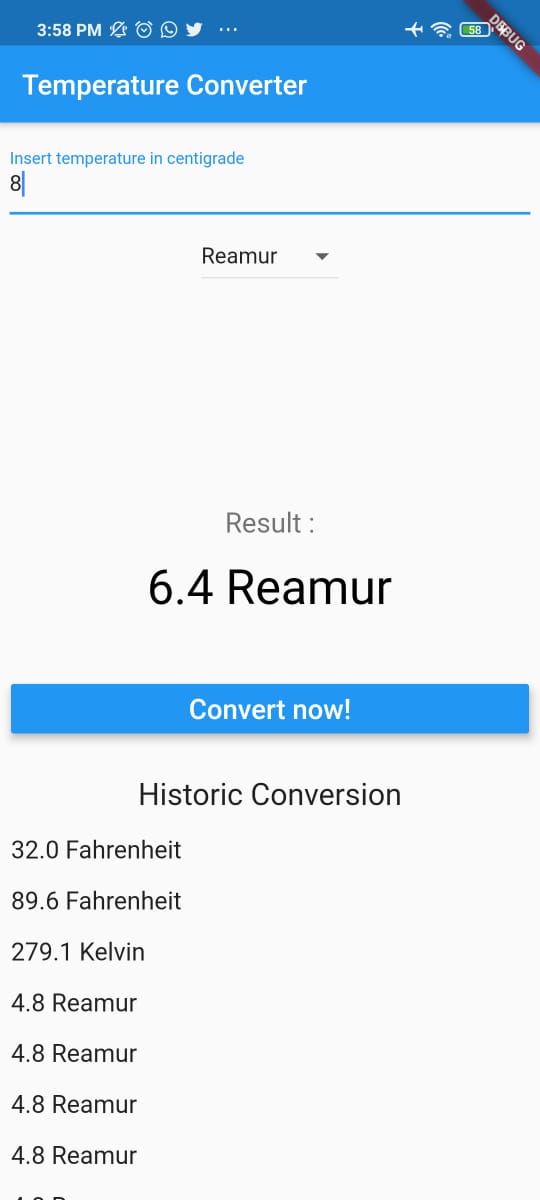 3:58 PM ...
58
DEBUG
Temperature Converter
Insert temperature in centigrade
8
Reamur
Result :
6.4 Reamur
Convert now!
Historic Conversion
32.0 Fahrenheit
89.6 Fahrenheit
279.1 Kelvin
4.8 Reamur
4.8 Reamur
4.8 Reamur
4.8 Reamur